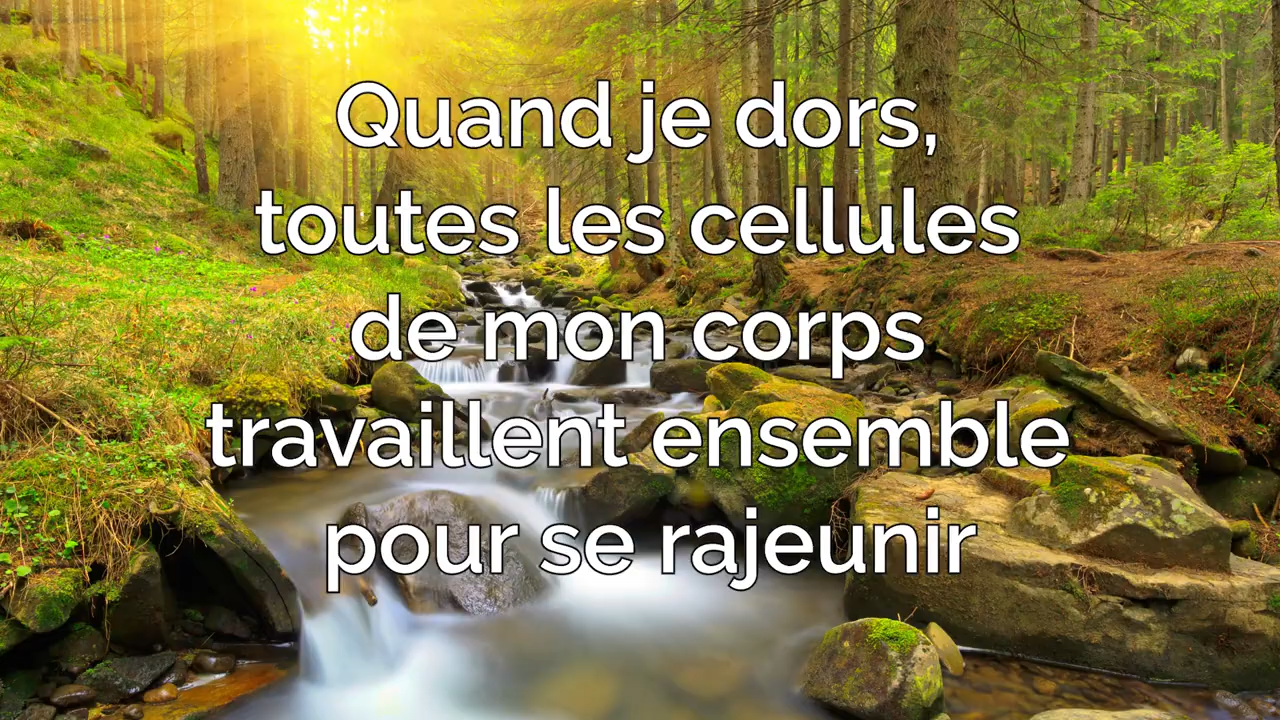 Quand je dors,
toutes les cellules
de mon corps
travaillent ensemble
pour se rajeunir